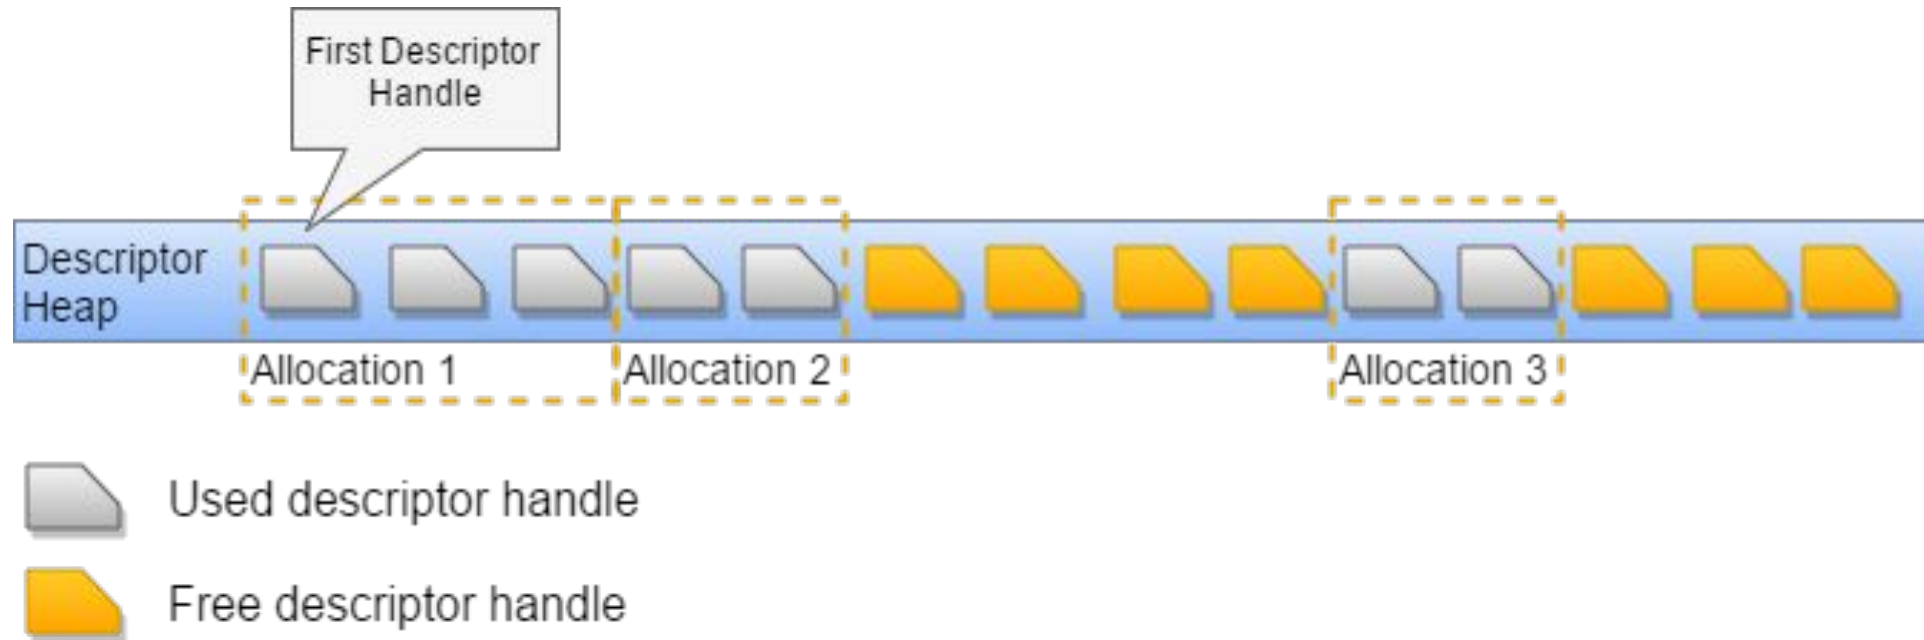 First Descriptor
Handle
Descriptor
Heap
Allocation 1
Allocation 2
Allocation 3
Used descriptor handle
Free descriptor handle